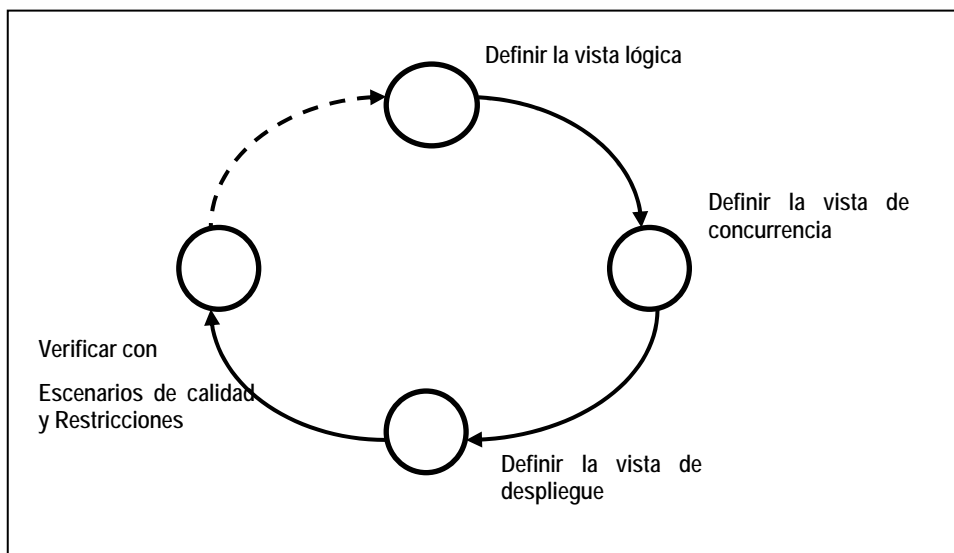 Definir la vista lógica
Definir la vista de
concurrencia
Verificar con
Escenarios de calidad
y Restricciones
Definir la vista de
despliegue